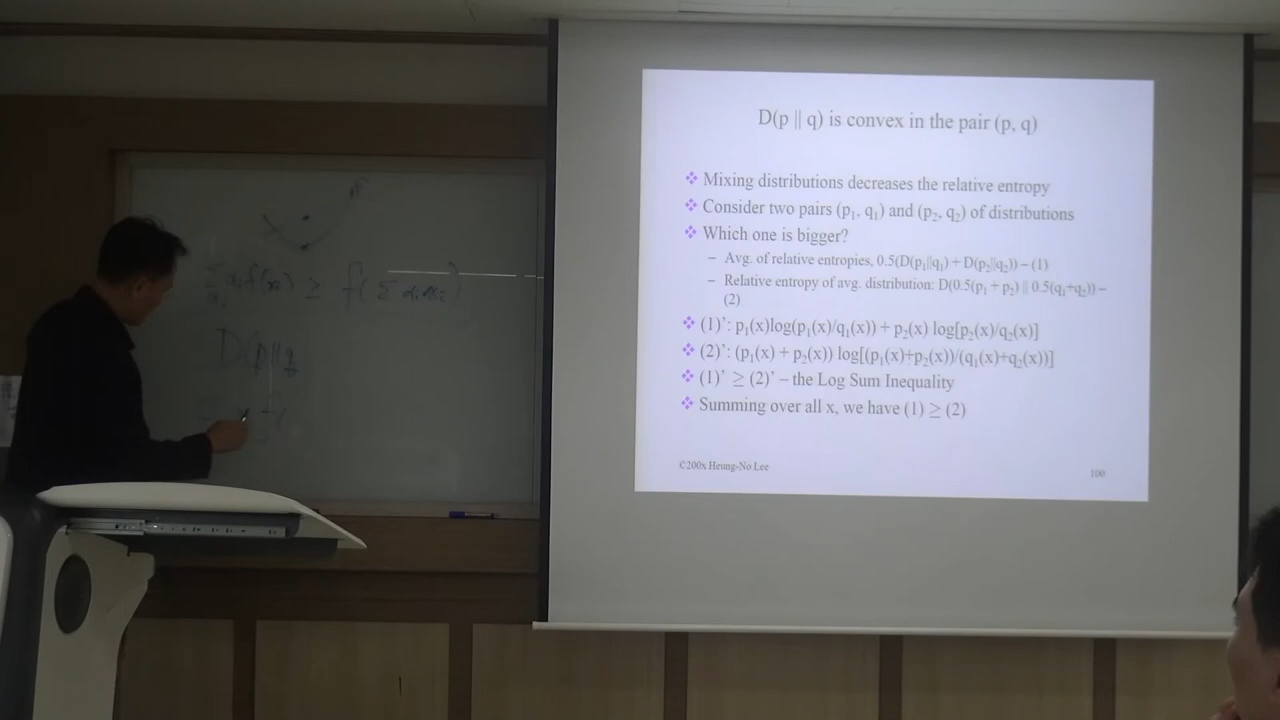 D(p || q) is convex in the pair (p, q)
❖ Mixing distributions decreases the relative entropy
❖ Consider two pairs (p₁, q₁) and (p₂, q₂) of distributions
❖ Which one is bigger?
– Avg. of relative entropies, 0.5(D(p₁||q₁) + D(p₂||q₂)) – (1)
– Relative entropy of avg. distribution: D(0.5(p₁ + p₂) || 0.5(q₁+q₂)) –
(2)
❖ (1)’: p₁(x)log(p₁(x)/q₁(x)) + p₂(x) log[p₂(x)/q₂(x)]
❖ (2)’: (p₁(x) + p₂(x)) log[(p₁(x)+p₂(x))/(q₁(x)+q₂(x))]
❖ (1)’ ≥ (2)’ – the Log Sum Inequality
❖ Summing over all x, we have (1) ≥ (2)
©200x Heung-No Lee
100
f(x) ≥ f(Σ
D(p||q